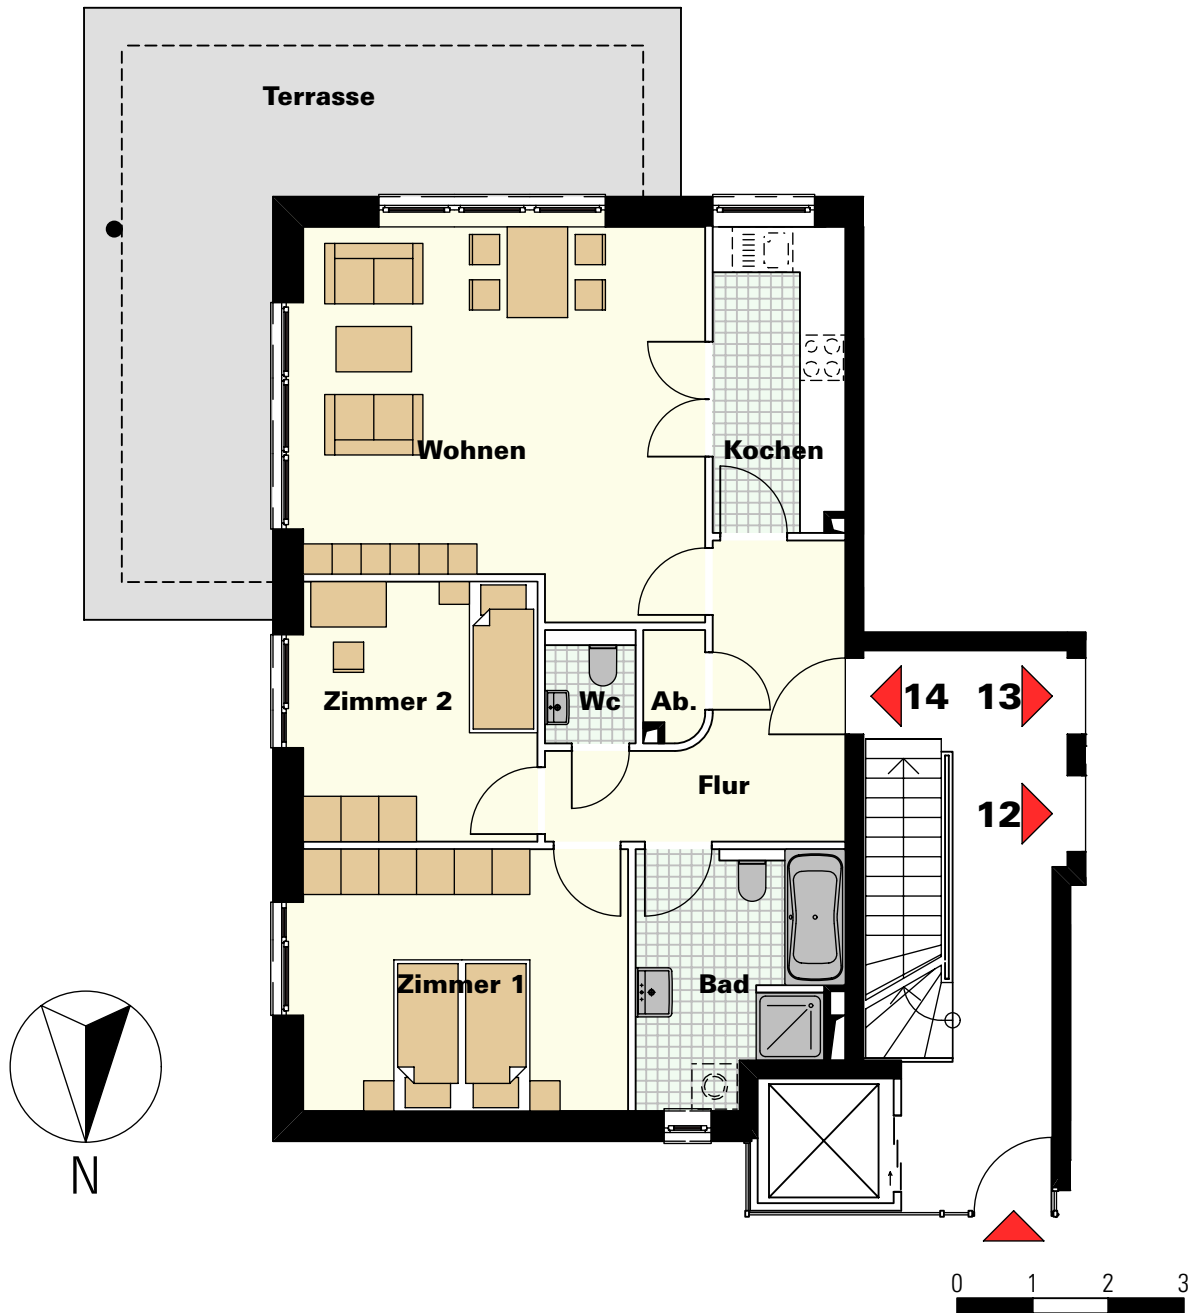 Terrasse
Wohnen
Kochen
Zimmer 2
Wc
Ab.
14
13
Flur
12
Zimmer 1
Bad
N
0 1 2 3